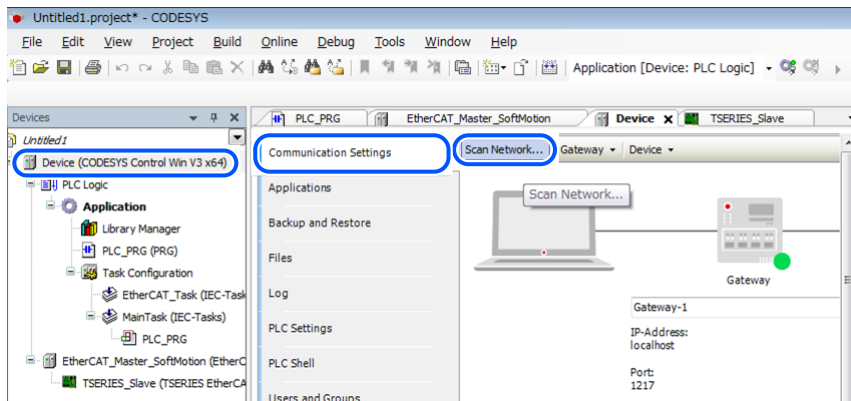 Untitled1.project* - CODESYS
File Edit View Project Build Online Debug Tools Window Help
Application [Device: PLC Logic]
Devices
PLC_PRG EtherCAT_Master_SoftMotion Device TSERIES_Slave
Untitled1
Device (CODESYS Control Win V3 x64)
PLC Logic
Application
Library Manager
PLC_PRG (PRG)
Task Configuration
EtherCAT_Task (IEC-Task
MainTask (IEC-Tasks)
PLC_PRG
EtherCAT_Master_SoftMotion (EtherC
TSERIES_Slave (TSERIES EtherCA
Communication Settings
Applications
Backup and Restore
Files
Log
PLC Settings
PLC Shell
Users and Groups
Scan Network... Gateway Device
Scan Network...
Gateway
Gateway-1
IP-Address:
localhost
Port:
1217